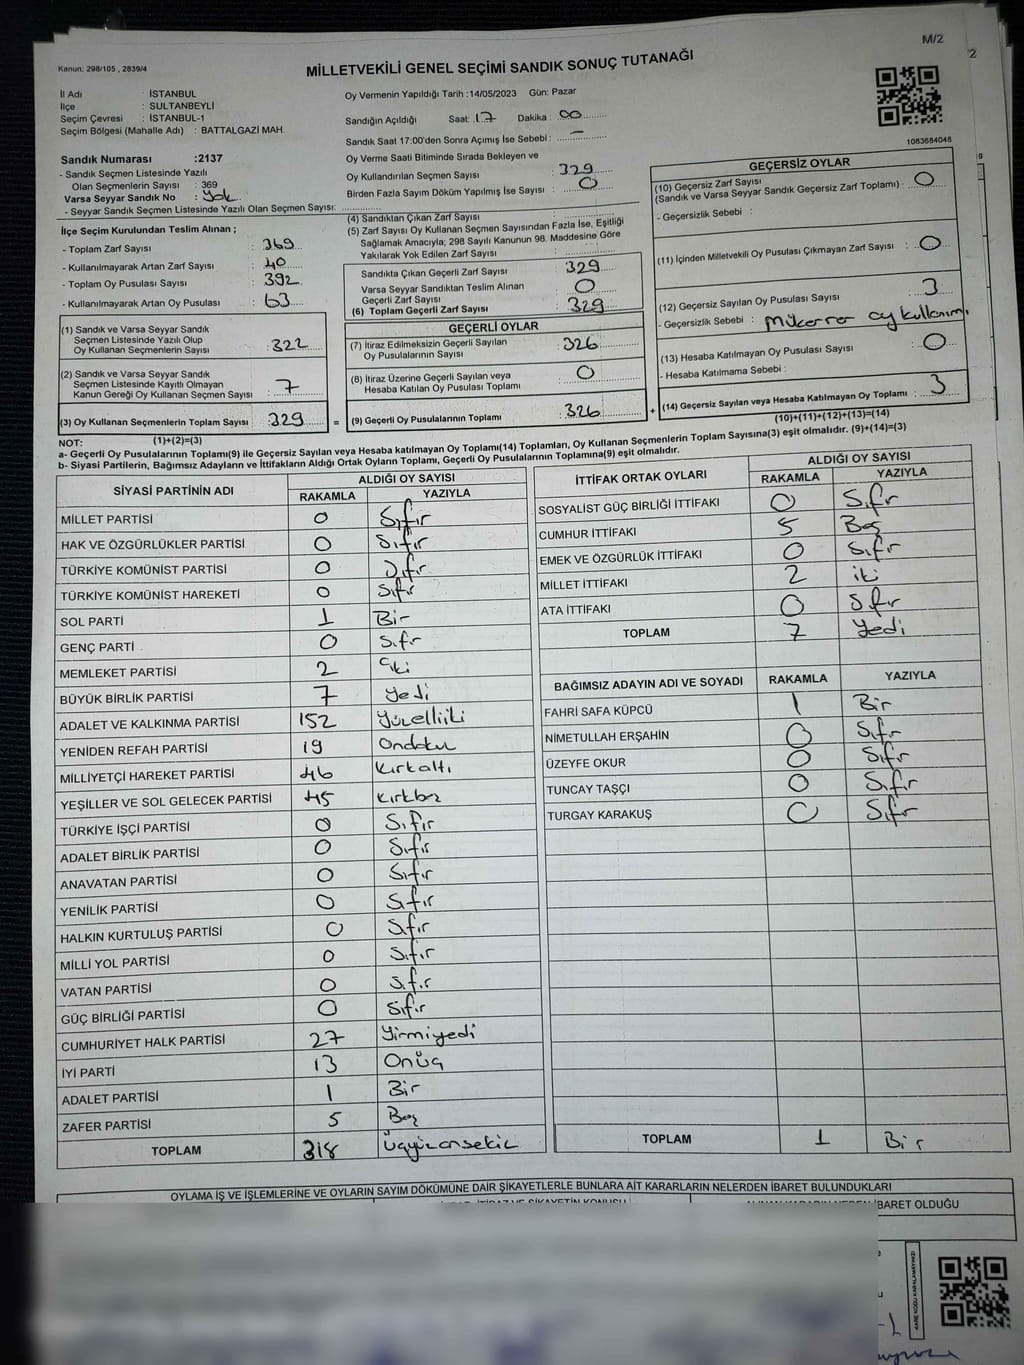 M/2
Kanun: 298/105 , 2839/4
MİLLETVEKİLİ GENEL SEÇİMİ SANDIK SONUÇ TUTANAĞI
İl Adı : İSTANBUL
İlçe : SULTANBEYLİ
Seçim Çevresi : İSTANBUL-1
Seçim Bölgesi (Mahalle Adı) : BATTALGAZİ MAH.
Oy Vermenin Yapıldığı Tarih :14/05/2023 Gün: Pazar
Sandığın Açıldığı Saat: 17 Dakika : 00
Sandık Saat 17:00'den Sonra Açımış İse Sebebi : –
1083684046
Sandık Numarası :2137
- Sandık Seçmen Listesinde Yazılı
Olan Seçmenlerin Sayısı : 369
Varsa Seyyar Sandık No : Yok
- Seyyar Sandık Seçmen Listesinde Yazılı Olan Seçmen Sayısı:
Oy Verme Saati Bitiminde Sırada Bekleyen ve
Oy Kullandırılan Seçmen Sayısı : 329
Birden Fazla Sayım Döküm Yapılmış İse Sayısı : 0
İlçe Seçim Kurulundan Teslim Alınan ;
- Toplam Zarf Sayısı : 369
- Kullanılmayarak Artan Zarf Sayısı : 40
- Toplam Oy Pusulası Sayısı : 392
- Kullanılmayarak Artan Oy Pusulası : 63
(4) Sandıktan Çıkan Zarf Sayısı
(5) Zarf Sayısı Oy Kullanan Seçmen Sayısından Fazla İse, Eşitliği
Sağlamak Amacıyla; 298 Sayılı Kanunun 98. Maddesine Göre
Yakılarak Yok Edilen Zarf Sayısı
Sandıkta Çıkan Geçerli Zarf Sayısı : 329
Varsa Seyyar Sandıktan Teslim Alınan
Geçerli Zarf Sayısı : 0
(6) Toplam Geçerli Zarf Sayısı : 329
GEÇERSİZ OYLAR
(10) Geçersiz Zarf Sayısı
(Sandık ve Varsa Seyyar Sandık Geçersiz Zarf Toplamı) : 0
- Geçersizlik Sebebi :
(11) İçinden Milletvekili Oy Pusulası Çıkmayan Zarf Sayısı : 0
(12) Geçersiz Sayılan Oy Pusulası Sayısı : 3
- Geçersizlik Sebebi : Mükerrer oy kullanımı
(13) Hesaba Katılmayan Oy Pusulası Sayısı : 0
- Hesaba Katılmama Sebebi :
(14) Geçersiz Sayılan veya Hesaba Katılmayan Oy Toplamı : 3
(10)+(11)+(12)+(13)=(14)
(1) Sandık ve Varsa Seyyar Sandık
Seçmen Listesinde Yazılı Olup
Oy Kullanan Seçmenlerin Sayısı : 322
(2) Sandık ve Varsa Seyyar Sandık
Seçmen Listesinde Kayıtlı Olmayan
Kanun Gereği Oy Kullanan Seçmen Sayısı : 7
(3) Oy Kullanan Seçmenlerin Toplam Sayısı :329
(1)+(2)=(3)
=
GEÇERLİ OYLAR
(7) İtiraz Edilmeksizin Geçerli Sayılan
Oy Pusulalarının Sayısı : 326
(8) İtiraz Üzerine Geçerli Sayılan veya
Hesaba Katılan Oy Pusulası Toplamı : 0
(9) Geçerli Oy Pusulalarının Toplamı : 326
+
NOT:
a- Geçerli Oy Pusulalarının Toplamı(9) ile Geçersiz Sayılan veya Hesaba katılmayan Oy Toplamı(14) Toplamları, Oy Kullanan Seçmenlerin Toplam Sayısına(3) eşit olmalıdır. (9)+(14)=(3)
b- Siyasi Partilerin, Bağımsız Adayların ve İttifakların Aldığı Ortak Oyların Toplamı, Geçerli Oy Pusulalarının Toplamına(9) eşit olmalıdır.
SİYASİ PARTİNİN ADI ALDIĞI OY SAYISI
RAKAMLA YAZIYLA
MİLLET PARTİSİ 0 Sıfır
HAK VE ÖZGÜRLÜKLER PARTİSİ 0 Sıfır
TÜRKİYE KOMÜNİST PARTİSİ 0 Sıfır
TÜRKİYE KOMÜNİST HAREKETİ 0 Sıfır
SOL PARTİ 1 Bir
GENÇ PARTİ 0 Sıfır
MEMLEKET PARTİSİ 2 İki
BÜYÜK BİRLİK PARTİSİ 7 Yedi
ADALET VE KALKINMA PARTİSİ 152 Yüzelliiki
YENİDEN REFAH PARTİSİ 19 Ondokuz
MİLLİYETÇİ HAREKET PARTİSİ 46 Kırkaltı
YEŞİLLER VE SOL GELECEK PARTİSİ 45 Kırkbeş
TÜRKİYE İŞÇİ PARTİSİ 0 Sıfır
ADALET BİRLİK PARTİSİ 0 Sıfır
ANAVATAN PARTİSİ 0 Sıfır
YENİLİK PARTİSİ 0 Sıfır
HALKIN KURTULUŞ PARTİSİ 0 Sıfır
MİLLİ YOL PARTİSİ 0 Sıfır
VATAN PARTİSİ 0 Sıfır
GÜÇ BİRLİĞİ PARTİSİ 0 Sıfır
CUMHURİYET HALK PARTİSİ 27 Yirmiyedi
İYİ PARTİ 13 Onüç
ADALET PARTİSİ 1 Bir
ZAFER PARTİSİ 5 Beş
TOPLAM 318 Üçyüzonsekiz
İTTİFAK ORTAK OYLARI ALDIĞI OY SAYISI
RAKAMLA YAZIYLA
SOSYALİST GÜÇ BİRLİĞİ İTTİFAKI 0 Sıfır
CUMHUR İTTİFAKI 5 Beş
EMEK VE ÖZGÜRLÜK İTTİFAKI 0 Sıfır
MİLLET İTTİFAKI 2 iki
ATA İTTİFAKI 0 Sıfır
TOPLAM 7 Yedi
BAĞIMSIZ ADAYIN ADI VE SOYADI RAKAMLA YAZIYLA
FAHRİ SAFA KÜPCÜ 1 Bir
NİMETULLAH ERŞAHİN 0 Sıfır
ÜZEYFE OKUR 0 Sıfır
TUNCAY TAŞÇI 0 Sıfır
TURGAY KARAKUŞ 0 Sıfır
TOPLAM 1 Bir
OYLAMA İŞ VE İŞLEMLERİNE VE OYLARIN SAYIM DÖKÜMÜNE DAİR ŞİKAYETLERLE BUNLARA AİT KARARLARIN NELERDEN İBARET BULUNDUKLARI
İBARET OLDUĞU